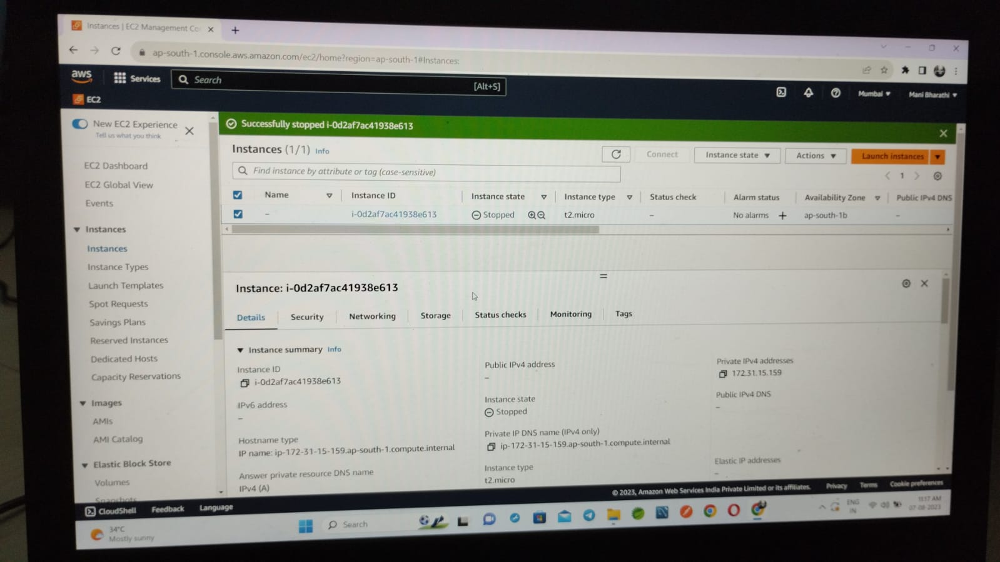 Instances | EC2 Management Co
ap-south-1.console.aws.amazon.com/ec2/home?region=ap-south-1#Instances:
aws
Services
Search
[Alt+S]
Mumbai
Mani Bharathi
EC2
New EC2 Experience
Tell us what you think
EC2 Dashboard
EC2 Global View
Events
Instances
Instances
Instance Types
Launch Templates
Spot Requests
Savings Plans
Reserved Instances
Dedicated Hosts
Capacity Reservations
Images
AMIs
AMI Catalog
Elastic Block Store
Volumes
Snapshots
Successfully stopped i-0d2af7ac41938e613
Instances (1/1) Info
Connect
Instance state
Actions
Launch instances
Find instance by attribute or tag (case-sensitive)
1
Name Instance ID Instance state Instance type Status check Alarm status Availability Zone Public IPv4 DNS
– i-0d2af7ac41938e613 Stopped t2.micro – No alarms + ap-south-1b –
Instance: i-0d2af7ac41938e613
Details Security Networking Storage Status checks Monitoring Tags
Instance summary Info
Instance ID
i-0d2af7ac41938e613
Public IPv4 address
–
Private IPv4 addresses
172.31.15.159
IPv6 address
–
Instance state
Stopped
Public IPv4 DNS
–
Hostname type
IP name: ip-172-31-15-159.ap-south-1.compute.internal
Private IP DNS name (IPv4 only)
ip-172-31-15-159.ap-south-1.compute.internal
Answer private resource DNS name
IPv4 (A)
Instance type
t2.micro
Elastic IP addresses
–
CloudShell Feedback Language
© 2023, Amazon Web Services India Private Limited or its affiliates. Privacy Terms Cookie preferences
34°C
Mostly sunny
Search
ENG
IN
11:17 AM
07-08-2023